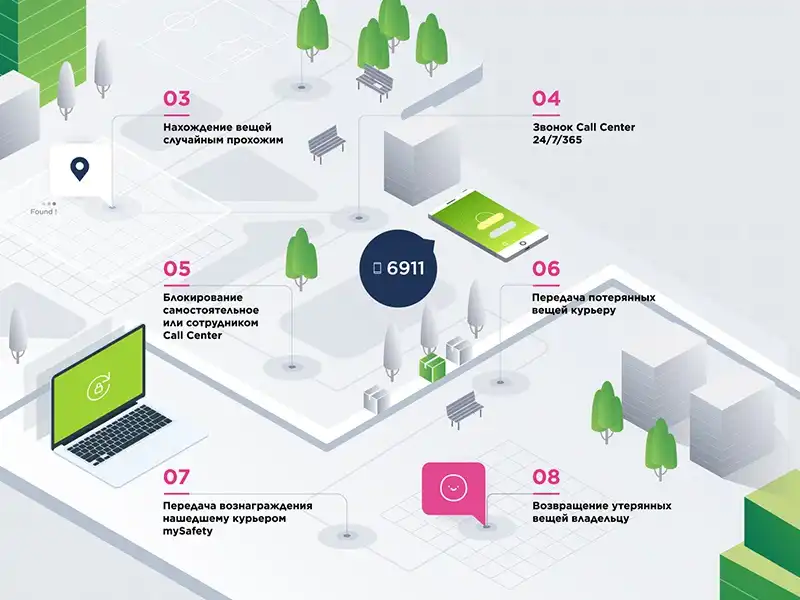 03
Нахождение вещей
случайным прохожим
04
Звонок Call Center
24/7/365
Found !
6911
05
Блокирование
самостоятельное
или сотрудником
Call Center
06
Передача потерянных
вещей курьеру
07
Передача вознаграждения
нашедшему курьером
mySafety
08
Возвращение утерянных
вещей владельцу